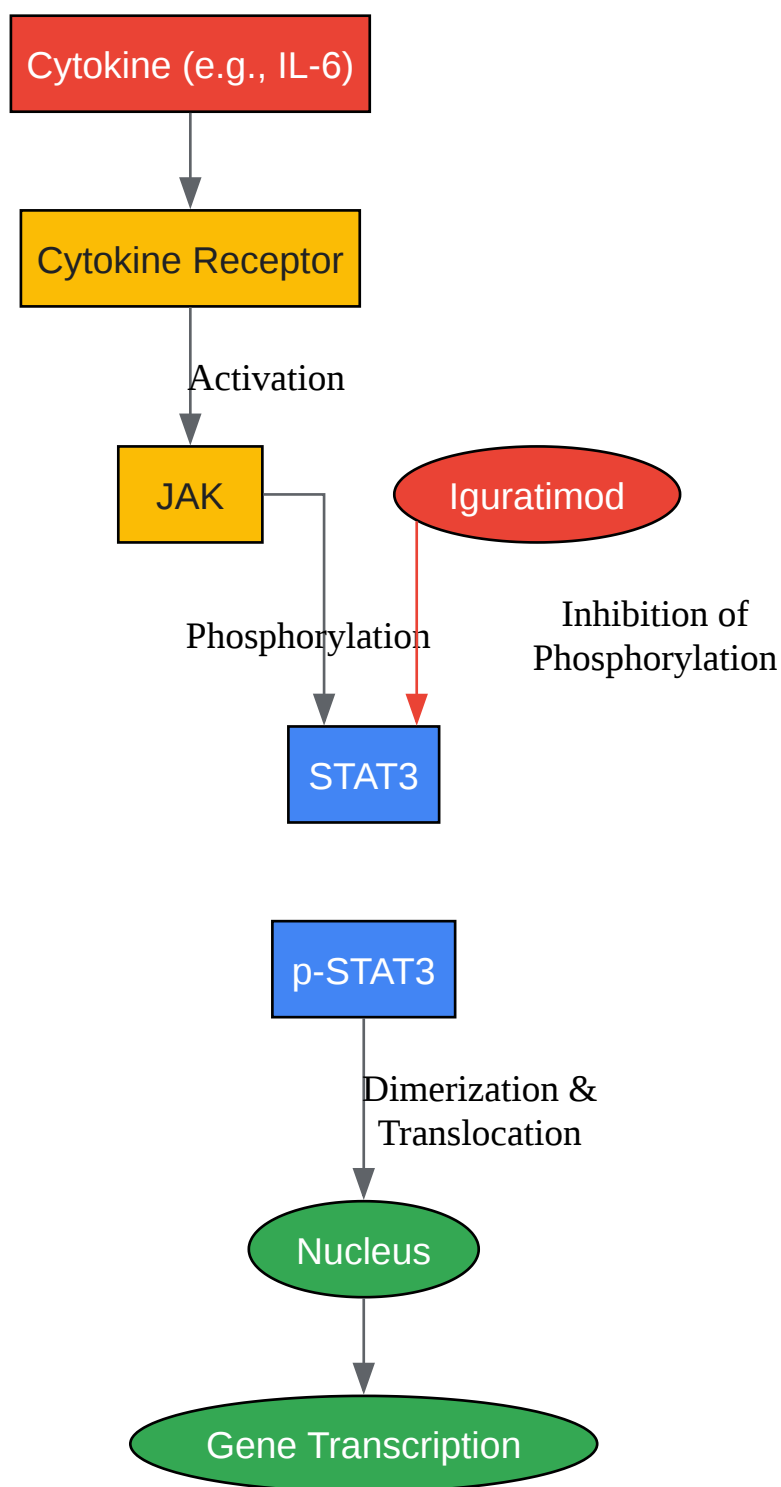 Cytokine (e.g., IL-6)
Cytokine Receptor
Activation
JAK
Iguratimod
Phosphorylation
Inhibition of
Phosphorylation
STAT3
p-STAT3
Dimerization &
Translocation
Nucleus
Gene Transcription